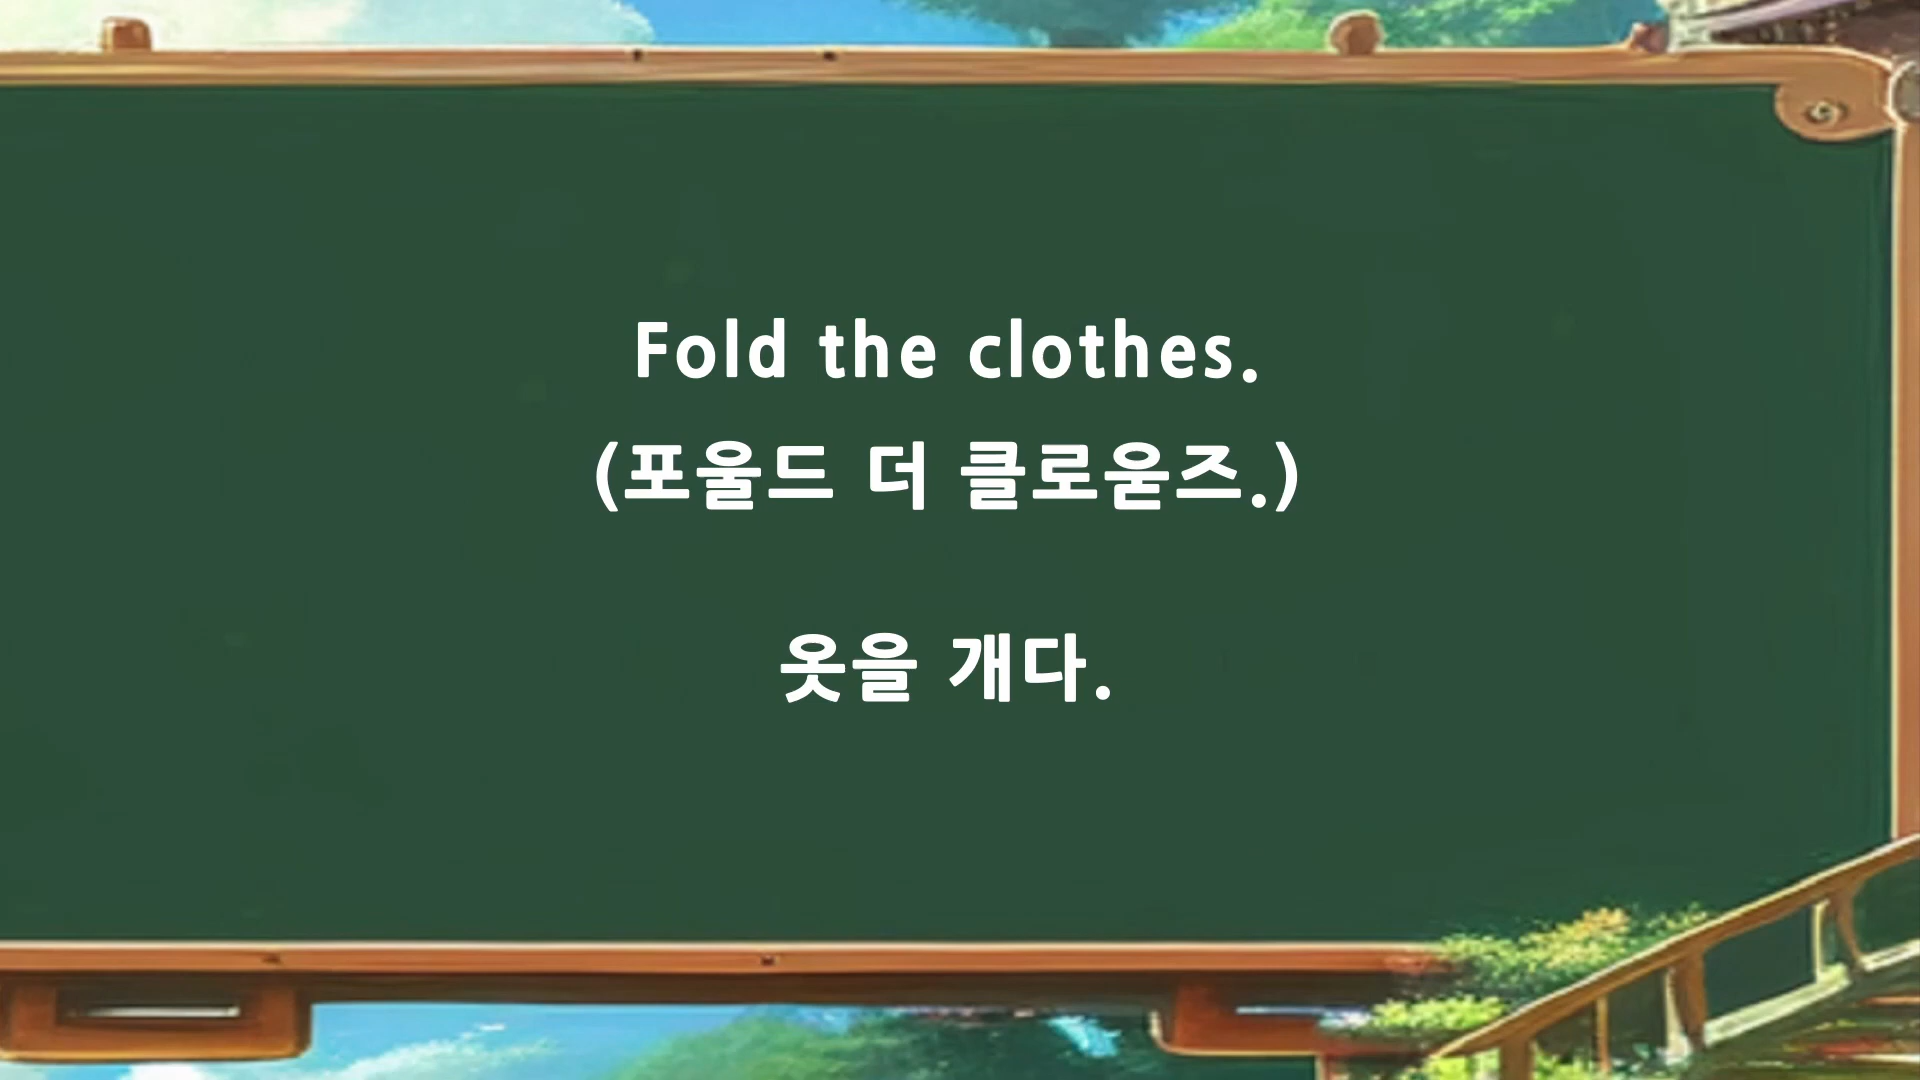 Fold the clothes.
(포울드 더 클로욷즈.)
옷을 개다.